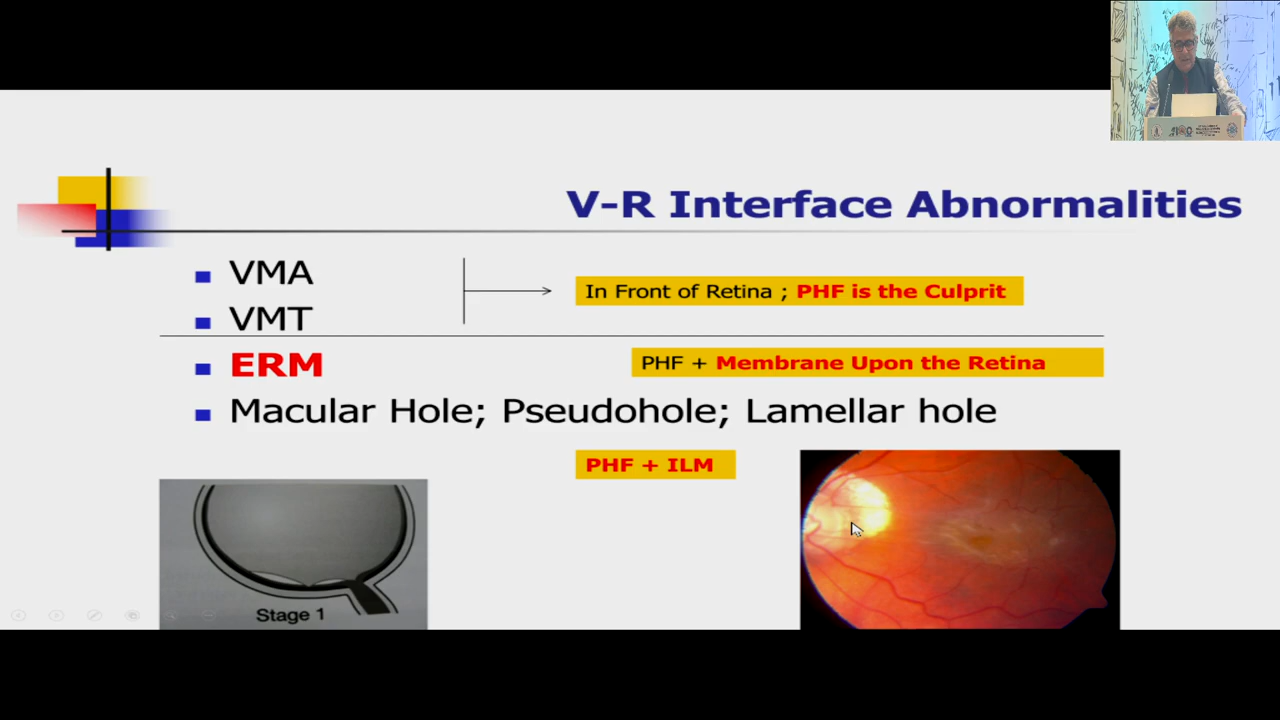 V-R Interface Abnormalities
VMA
VMT
In Front of Retina ; PHF is the Culprit
ERM
PHF + Membrane Upon the Retina
Macular Hole; Pseudohole; Lamellar hole
PHF + ILM
Stage 1